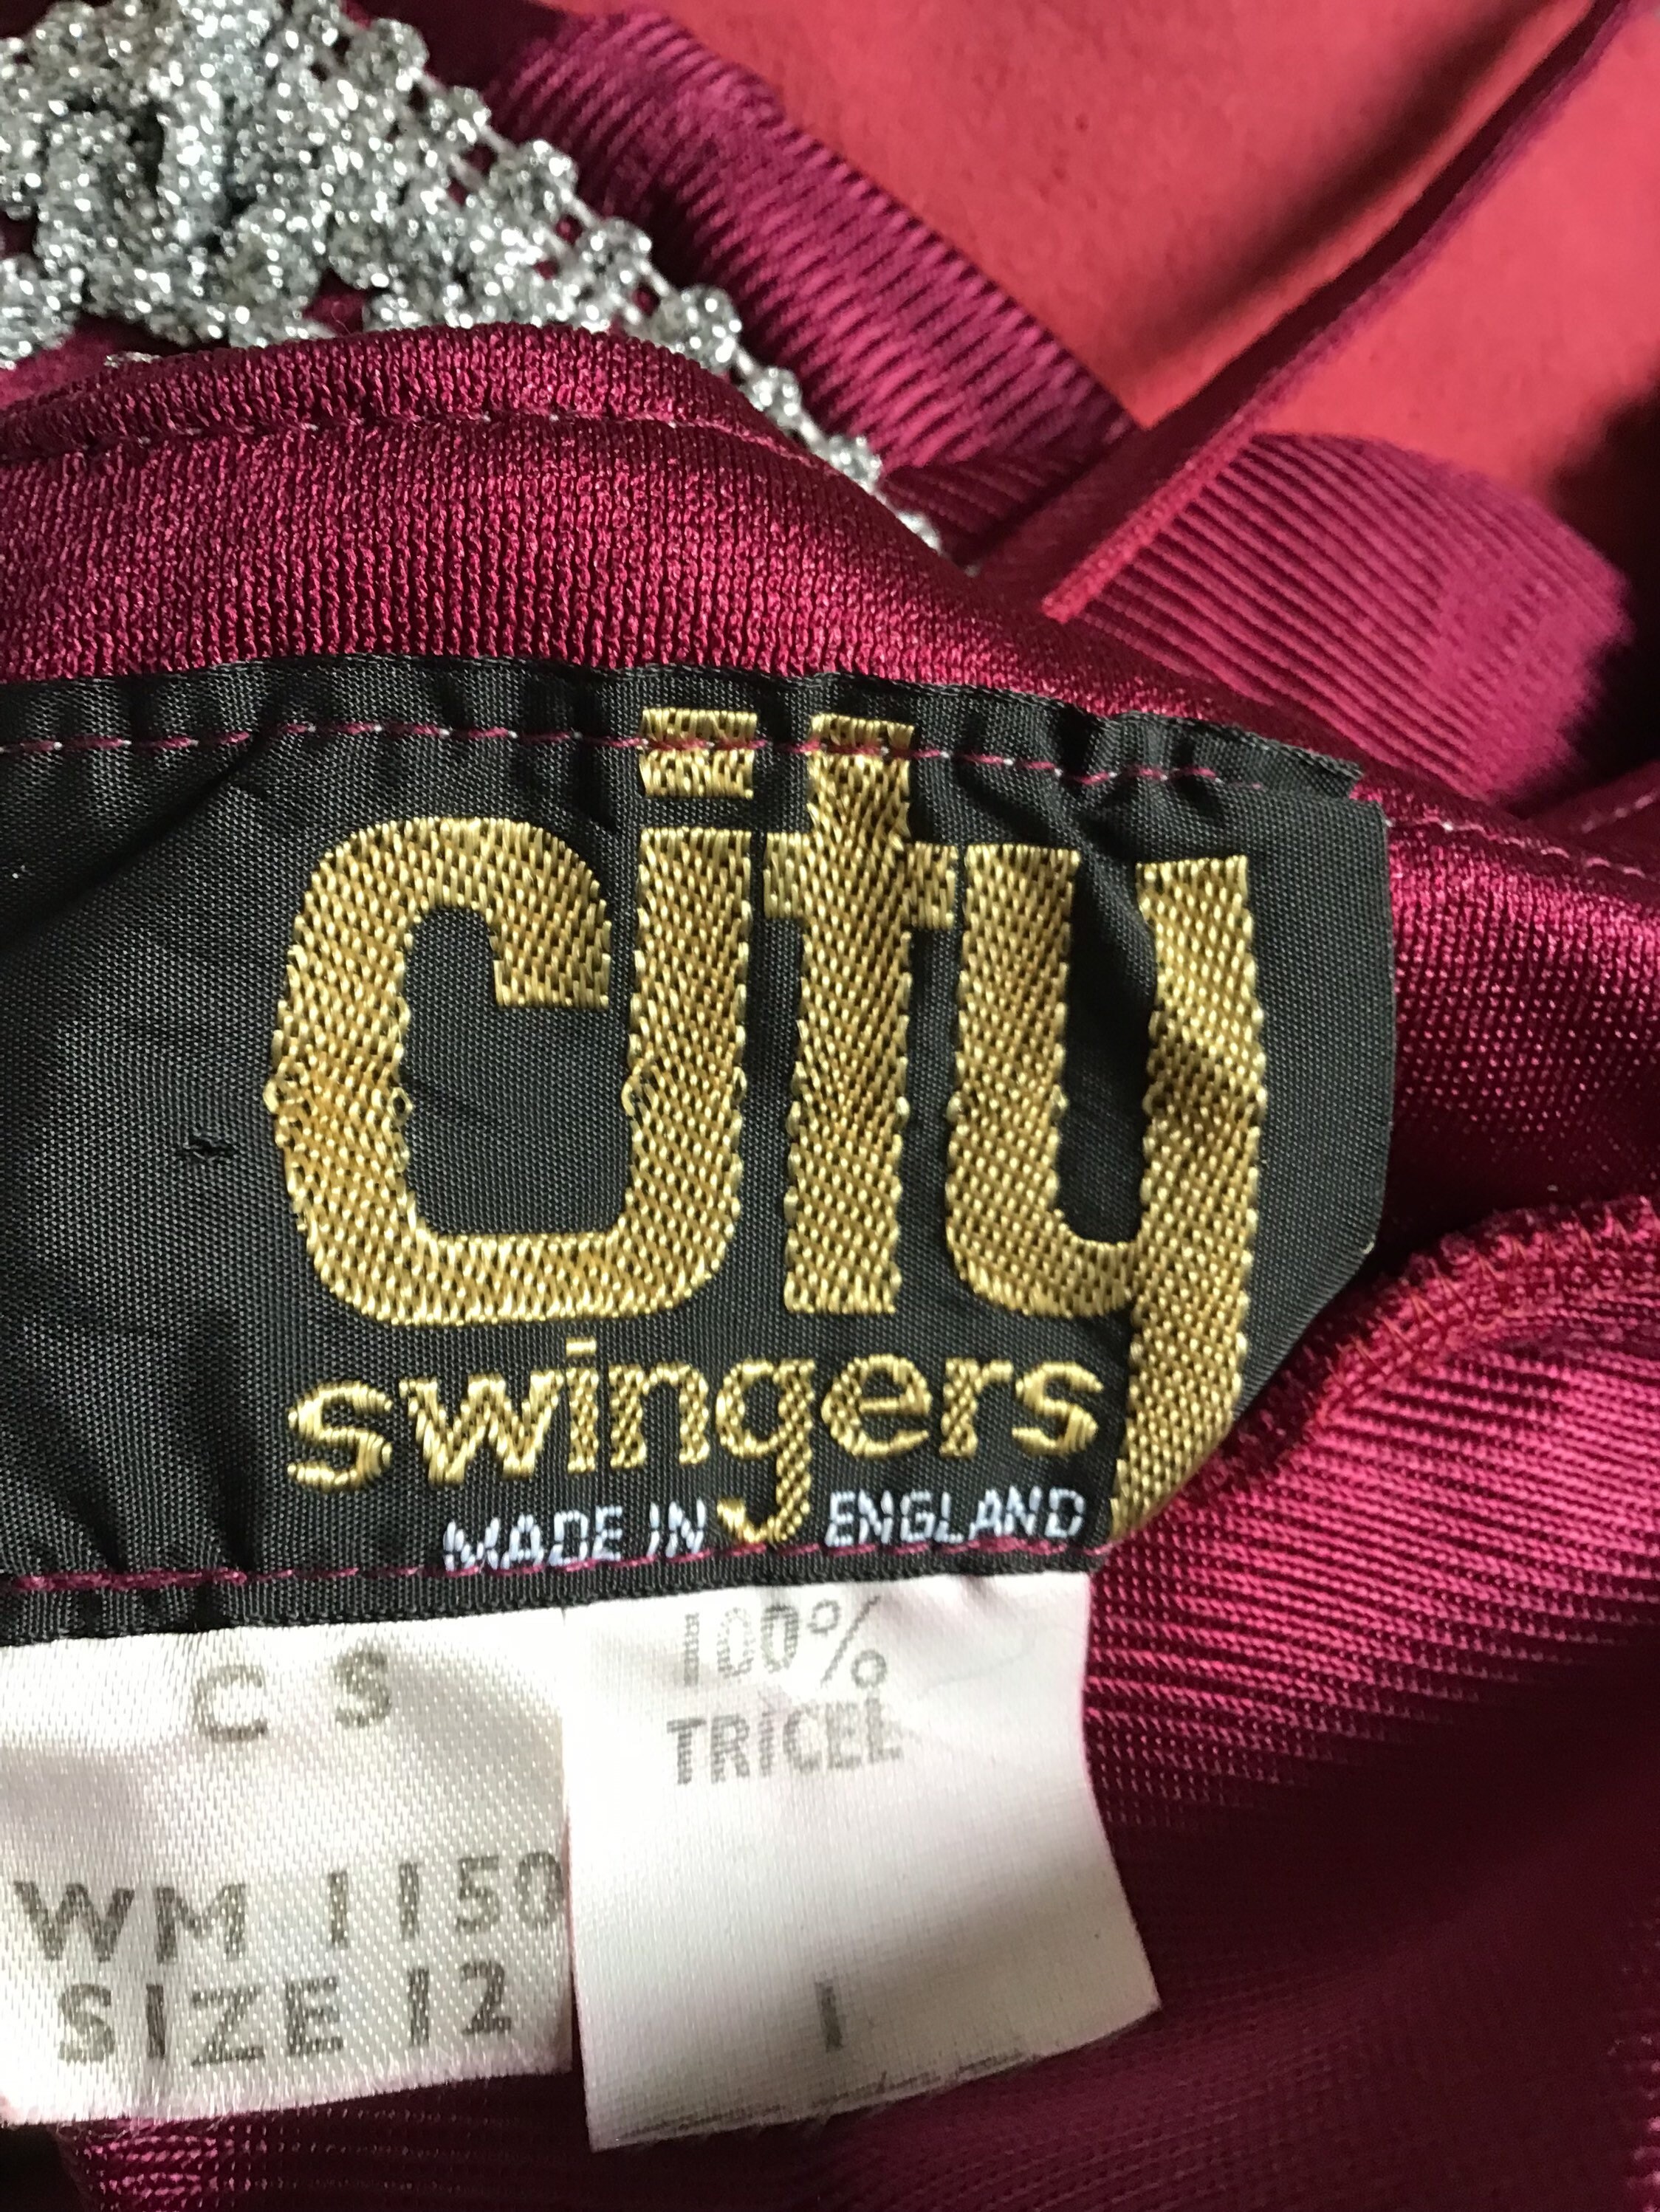 city
swingers
MADE IN ENGLAND
C S
WM 1150
SIZE 12
100%
TRICEL
1